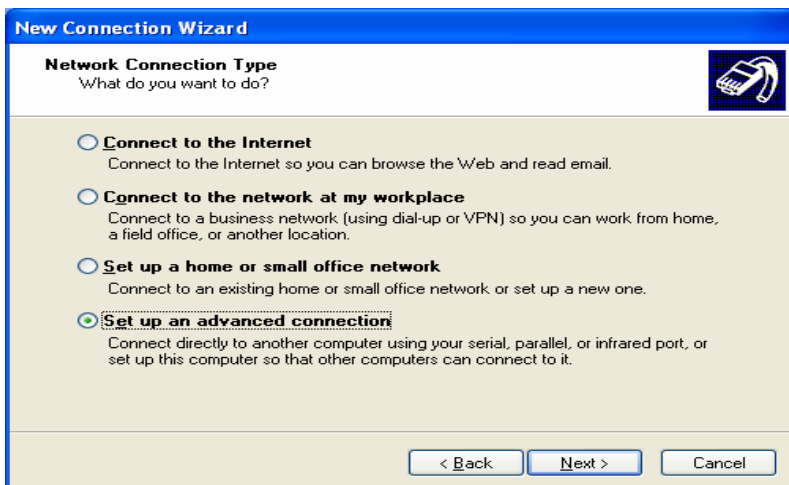 New Connection Wizard
Network Connection Type
What do you want to do?
Connect to the Internet
Connect to the Internet so you can browse the Web and read email.
Connect to the network at my workplace
Connect to a business network (using dial-up or VPN) so you can work from home,
a field office, or another location.
Set up a home or small office network
Connect to an existing home or small office network or set up a new one.
Set up an advanced connection
Connect directly to another computer using your serial, parallel, or infrared port, or
set up this computer so that other computers can connect to it.
< Back Next > Cancel